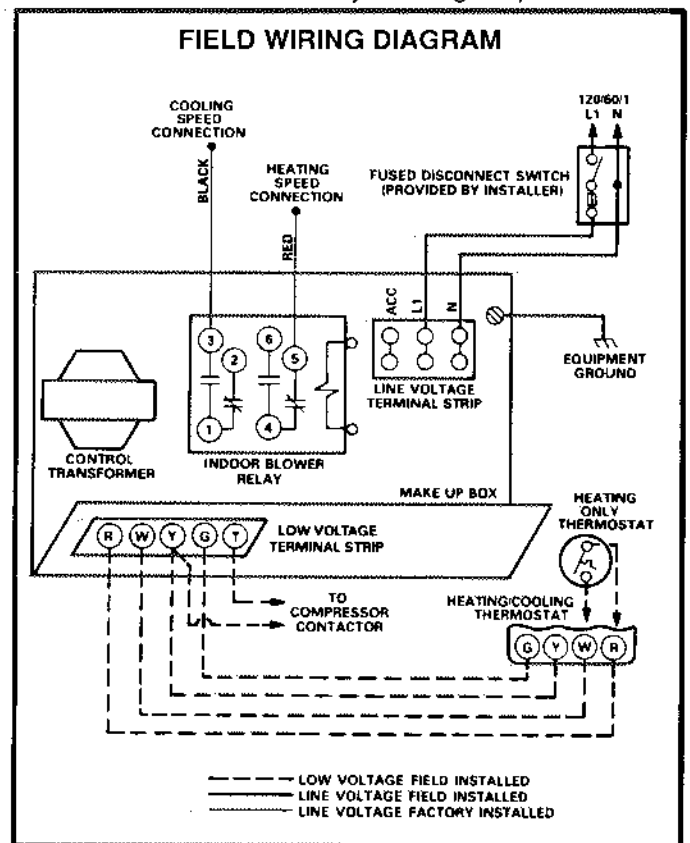 FIELD WIRING DIAGRAM
COOLING
SPEED
CONNECTION
BLACK
HEATING
SPEED
CONNECTION
RED
120/60/1
L1 N
FUSED DISCONNECT SWITCH
(PROVIDED BY INSTALLER)
ACC
L1
N
3
2
6
5
1
4
LINE VOLTAGE
TERMINAL STRIP
EQUIPMENT
GROUND
CONTROL
TRANSFORMER
INDOOR BLOWER
RELAY
MAKE UP BOX
HEATING
ONLY
THERMOSTAT
R W Y G T
LOW VOLTAGE
TERMINAL STRIP
TO
COMPRESSOR
CONTACTOR
HEATING/COOLING
THERMOSTAT
G Y W R
LOW VOLTAGE FIELD INSTALLED
LINE VOLTAGE FIELD INSTALLED
LINE VOLTAGE FACTORY INSTALLED